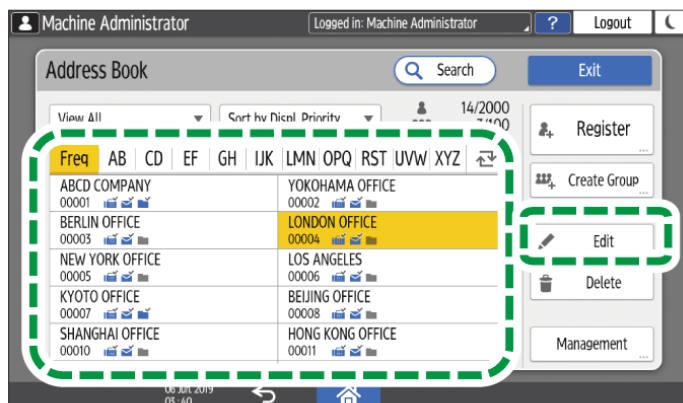 Machine Administrator Logged in: Machine Administrator ? Logout
Address Book Search Exit
View All Sort by Displ. Priority 14/2000
/100
Register
Freq AB CD EF GH IJK LMN OPQ RST UVW XYZ
ABCD COMPANY YOKOHAMA OFFICE
00001 00002
Create Group
BERLIN OFFICE LONDON OFFICE
00003 00004
Edit
NEW YORK OFFICE LOS ANGELES
00005 00006
Delete
KYOTO OFFICE BEIJING OFFICE
00007 00008
SHANGHAI OFFICE HONG KONG OFFICE
00010 00011
Management
06 Jun. 2019